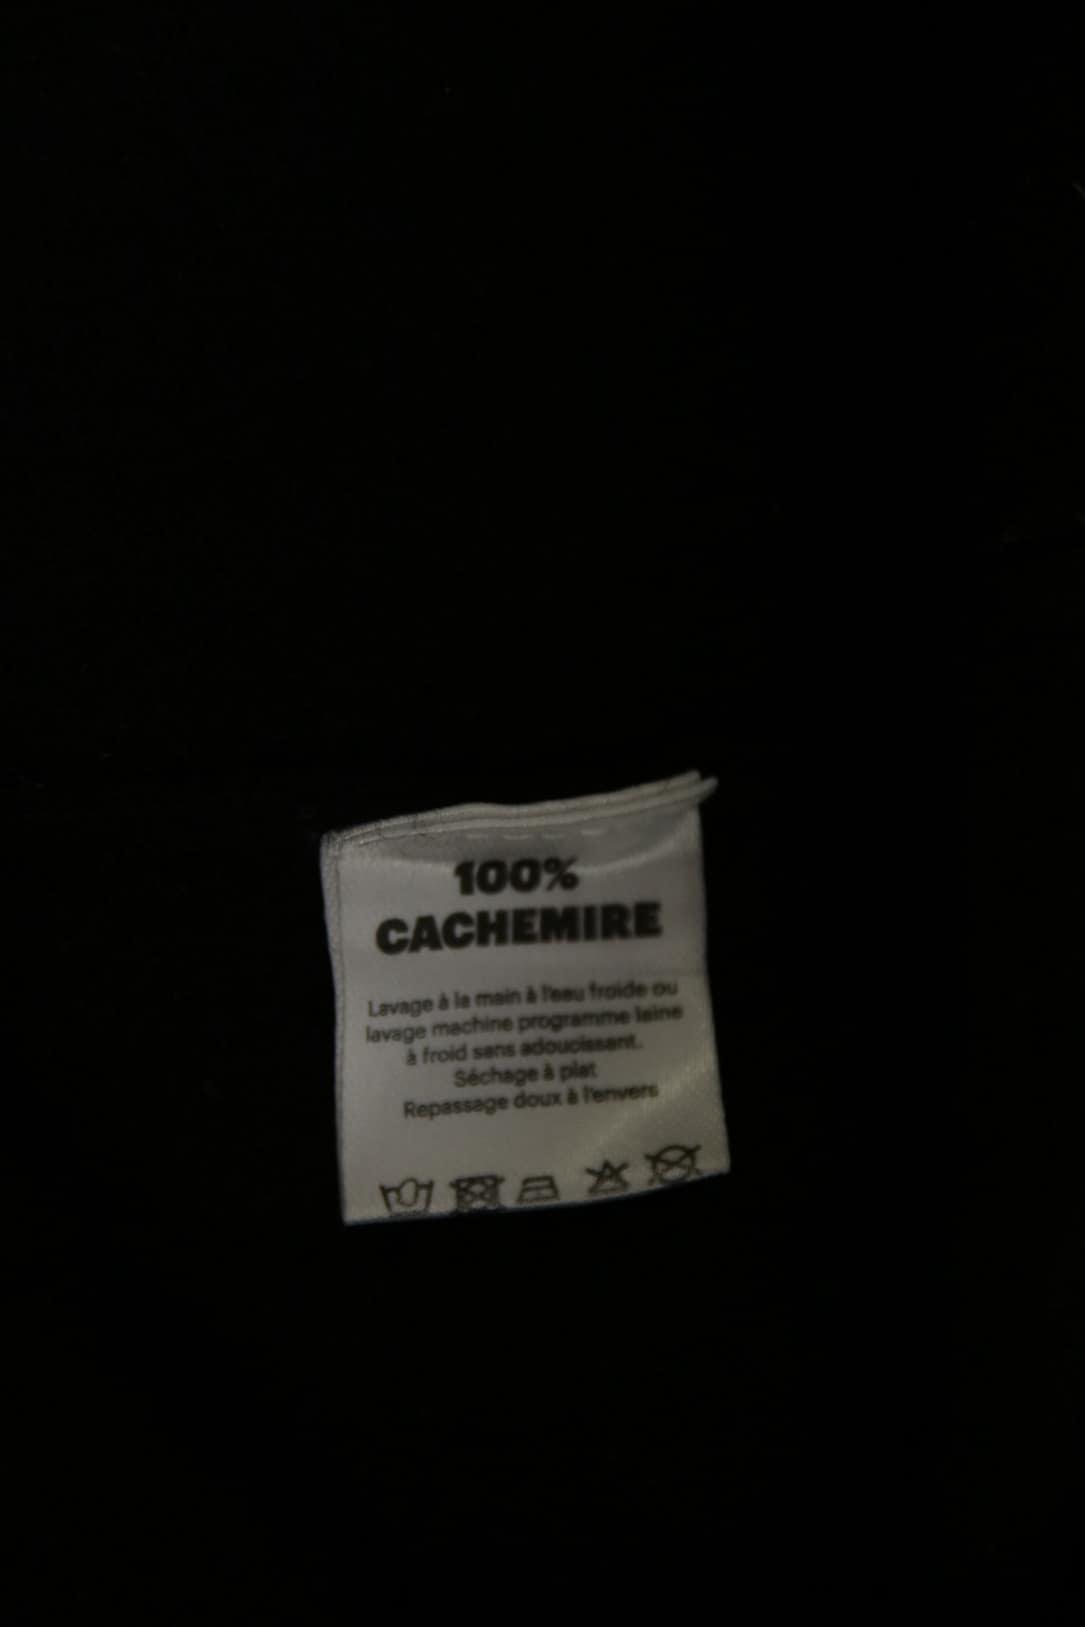 100%
CACHEMIRE
Lavage à la main à l'eau froide ou
lavage machine programme laine
à froid sans adoucissant.
Séchage à plat
Repassage doux à l'envers